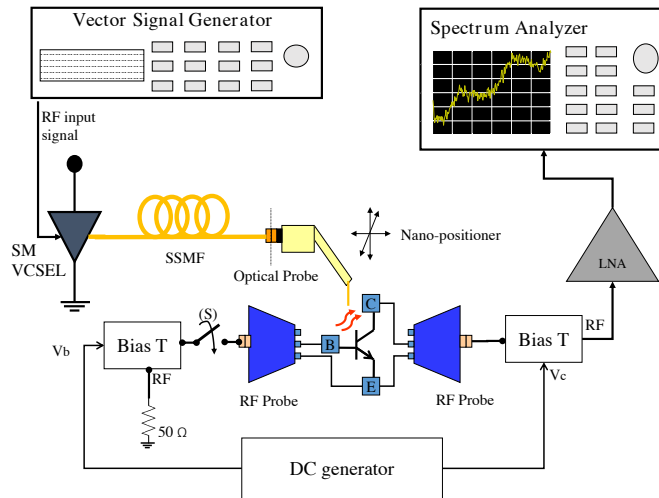 Vector Signal Generator
Spectrum Analyzer
RF input
signal
SM
VCSEL
SSMF
Optical Probe
Nano-positioner
LNA
(S)
C
B
E
Vb
Bias T
RF
50 Ω
RF Probe
RF Probe
Bias T
RF
Vc
DC generator